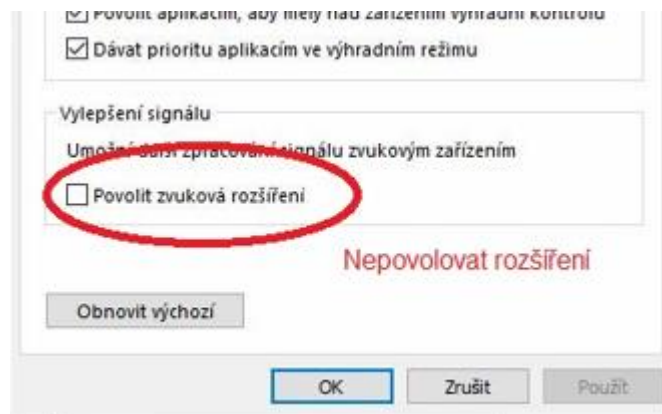 Povolit aplikacím, aby měly nad zařízením výhradní kontrolu
Dávat prioritu aplikacím ve výhradním režimu
Vylepšení signálu
Umožní další zpracování signálu zvukovým zařízením
Povolit zvuková rozšíření
Nepovolovat rozšíření
Obnovit výchozí
OK
Zrušit
Použít